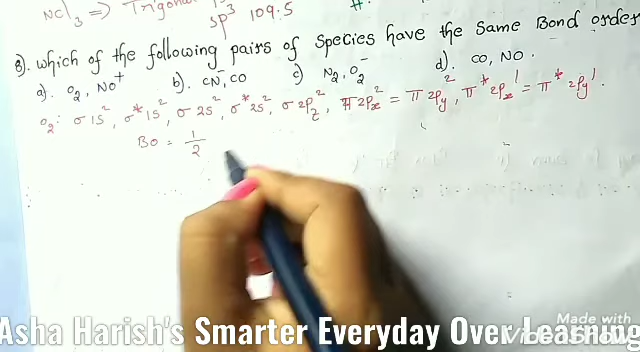 NCl₃ => Trigonal
sp³ 109.5
8). Which of the following pairs of species have the same Bond order
a). O₂, NO⁺ b). CN⁻, CO c) N₂, O₂⁻ d). CO, NO.
O₂: σ1s², σ*1s², σ2s², σ*2s², σ2pz², π2px² = π2py², π*2px¹ = π*2py¹.
BO = 1/2
Asha Harish's Smarter Everyday Over Learning
Made with
VideoShow